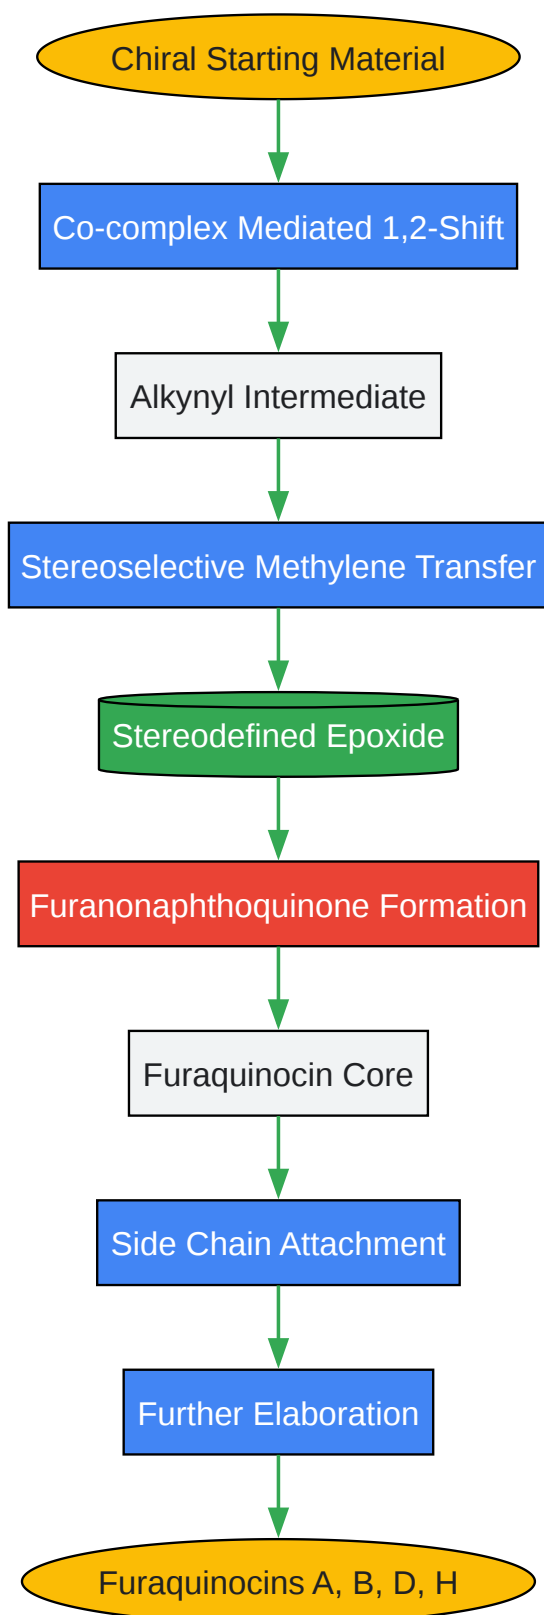 Chiral Starting Material
Co-complex Mediated 1,2-Shift
Alkynyl Intermediate
Stereoselective Methylene Transfer
Stereodefined Epoxide
Furanonaphthoquinone Formation
Furaquinocin Core
Side Chain Attachment
Further Elaboration
Furaquinocins A, B, D, H